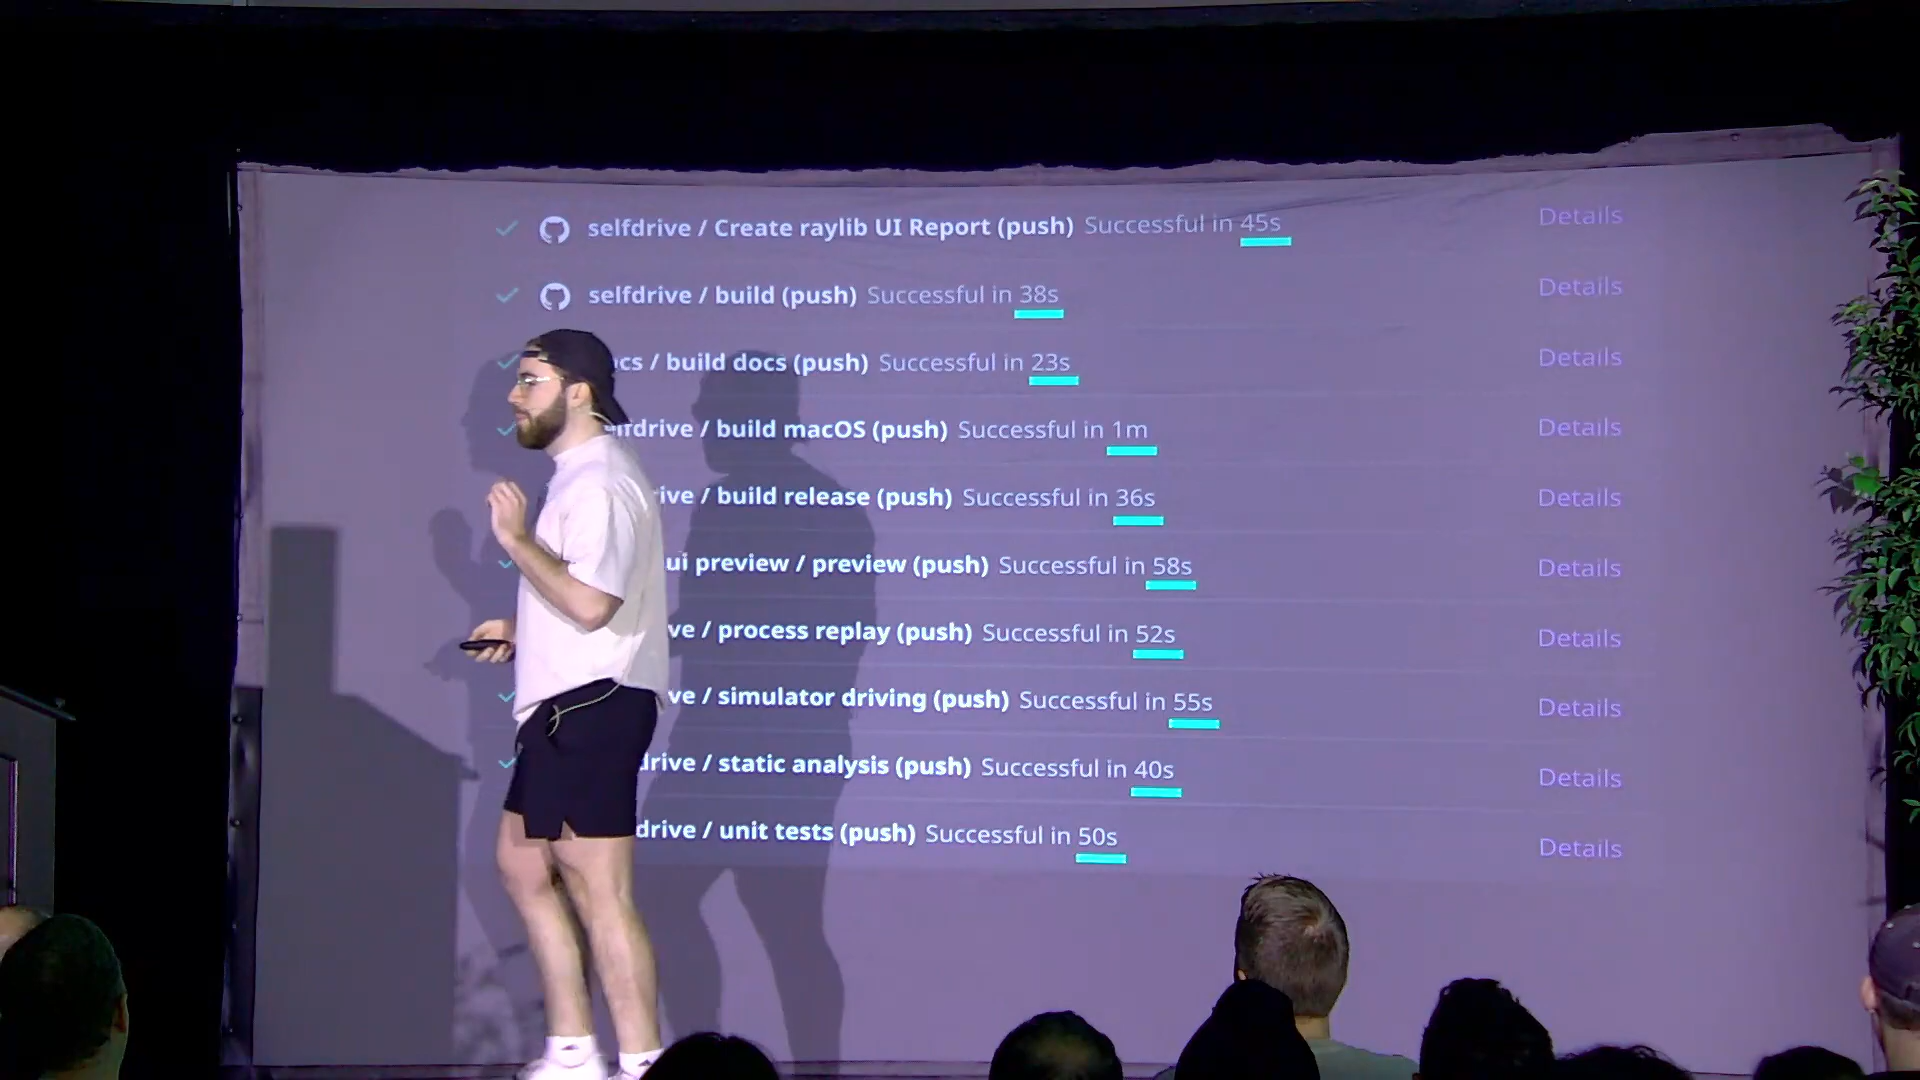 selfdrive / Create raylib UI Report (push) Successful in 45s Details
selfdrive / build (push) Successful in 38s Details
cs / build docs (push) Successful in 23s Details
lfdrive / build macOS (push) Successful in 1m Details
rive / build release (push) Successful in 36s Details
ui preview / preview (push) Successful in 58s Details
ve / process replay (push) Successful in 52s Details
ve / simulator driving (push) Successful in 55s Details
drive / static analysis (push) Successful in 40s Details
drive / unit tests (push) Successful in 50s Details